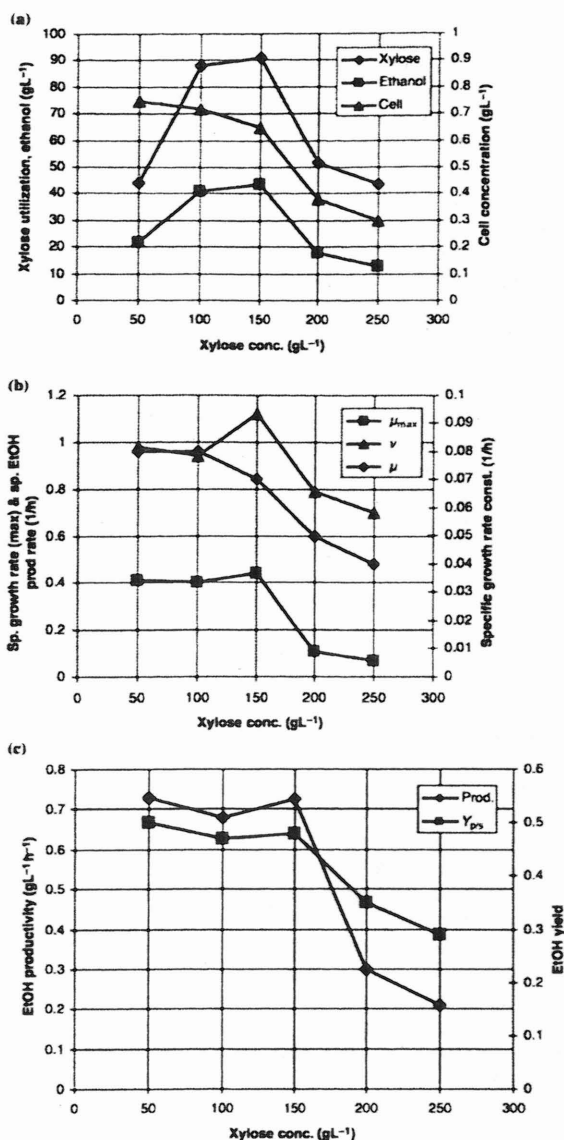 (a)
Xylose utilization, ethanol (gL⁻¹)
100
90
80
70
60
50
40
30
20
10
0
Xylose
Ethanol
Cell
1
0.9
0.8
0.7
0.6
0.5
0.4
0.3
0.2
0.1
0
Cell concentration (gL⁻¹)
0 50 100 150 200 250 300
Xylose conc. (gL⁻¹)
(b)
Sp. growth rate (max) & sp. EtOH
prod rate (1/h)
1.2
1
0.8
0.6
0.4
0.2
0
μmax
ν
μ
0.1
0.09
0.08
0.07
0.06
0.05
0.04
0.03
0.02
0.01
0
Specific growth rate const. (1/h)
0 50 100 150 200 250 300
Xylose conc. (gL⁻¹)
(c)
EtOH productivity (gL⁻¹ h⁻¹)
0.8
0.7
0.6
0.5
0.4
0.3
0.2
0.1
0
Prod.
Yp/s
0.6
0.5
0.4
0.3
0.2
0.1
0
EtOH yield
0 50 100 150 200 250 300
Xylose conc. (gL⁻¹)